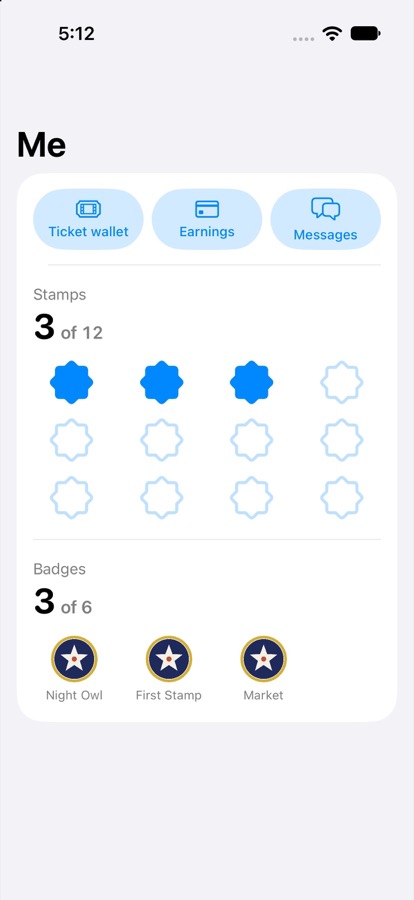 5:12
Me
Ticket wallet
Earnings
Messages
Stamps
3 of 12
Badges
3 of 6
Night Owl
First Stamp
Market